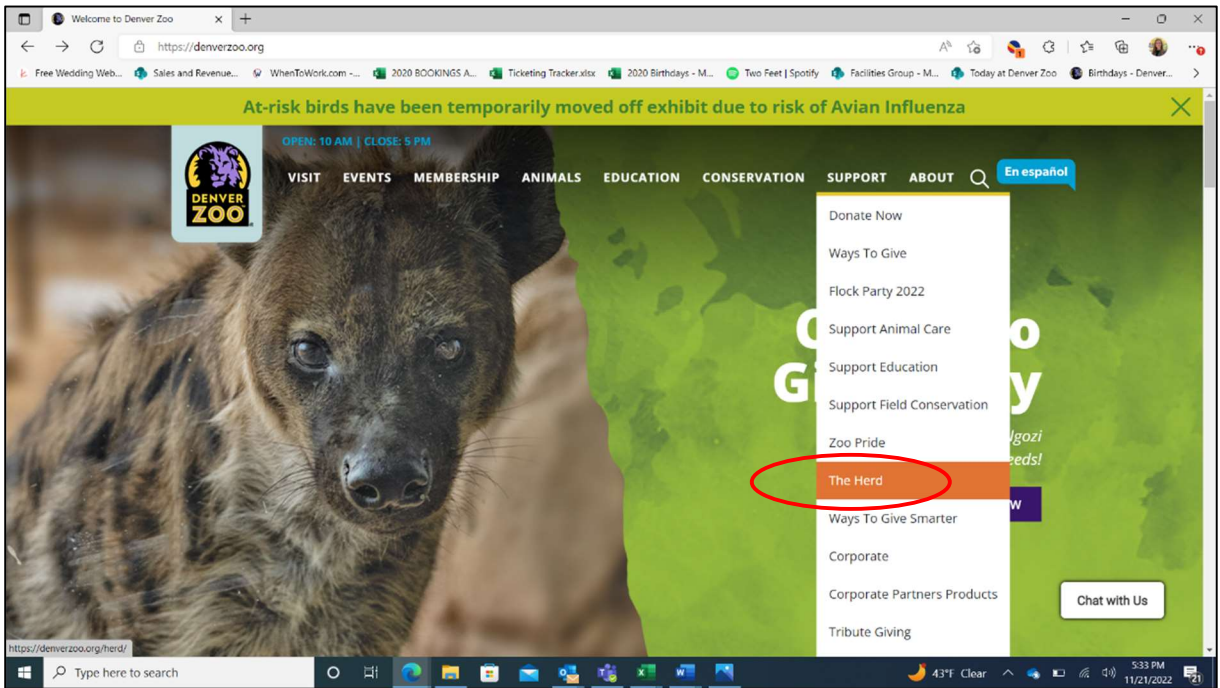 Welcome to Denver Zoo
https://denverzoo.org
Free Wedding Web... Sales and Revenue... WhenToWork.com -... 2020 BOOKINGS A... Ticketing Tracker.xlsx 2020 Birthdays - M... Two Feet | Spotify Facilities Group - M... Today at Denver Zoo Birthdays - Denver...
At-risk birds have been temporarily moved off exhibit due to risk of Avian Influenza
OPEN: 10 AM | CLOSE: 5 PM
DENVER
ZOO
VISIT EVENTS MEMBERSHIP ANIMALS EDUCATION CONSERVATION SUPPORT ABOUT En español
Donate Now
Ways To Give
Flock Party 2022
Support Animal Care
Support Education
Support Field Conservation
Zoo Pride
The Herd
Ways To Give Smarter
Corporate
Corporate Partners Products
Tribute Giving
Chat with Us
https://denverzoo.org/herd/
Type here to search
43°F Clear
5:33 PM
11/21/2022
21